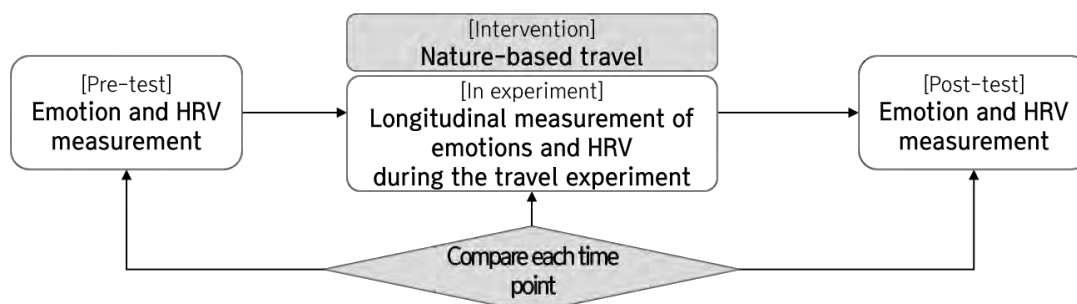 [Intervention]
Nature-based travel
[Pre-test]
Emotion and HRV
measurement
[In experiment]
Longitudinal measurement of
emotions and HRV
during the travel experiment
[Post-test]
Emotion and HRV
measurement
Compare each time
point